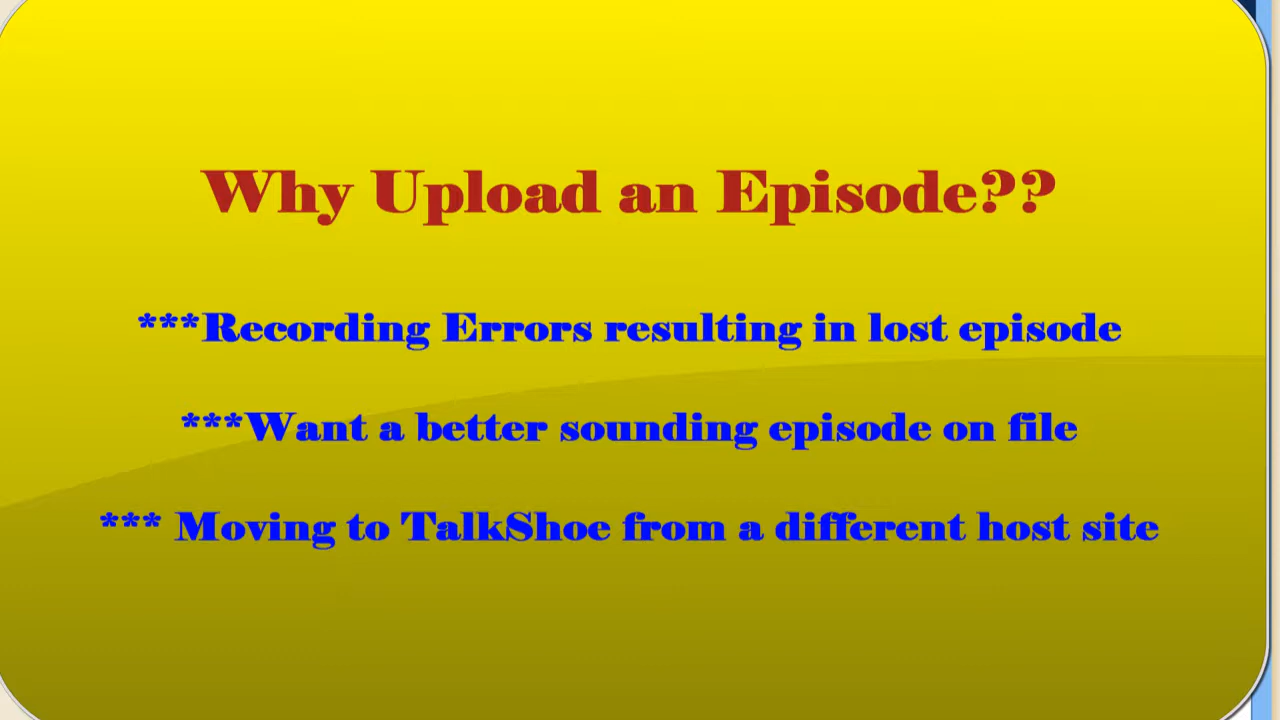 Why Upload an Episode??
***Recording Errors resulting in lost episode
***Want a better sounding episode on file
*** Moving to TalkShoe from a different host site